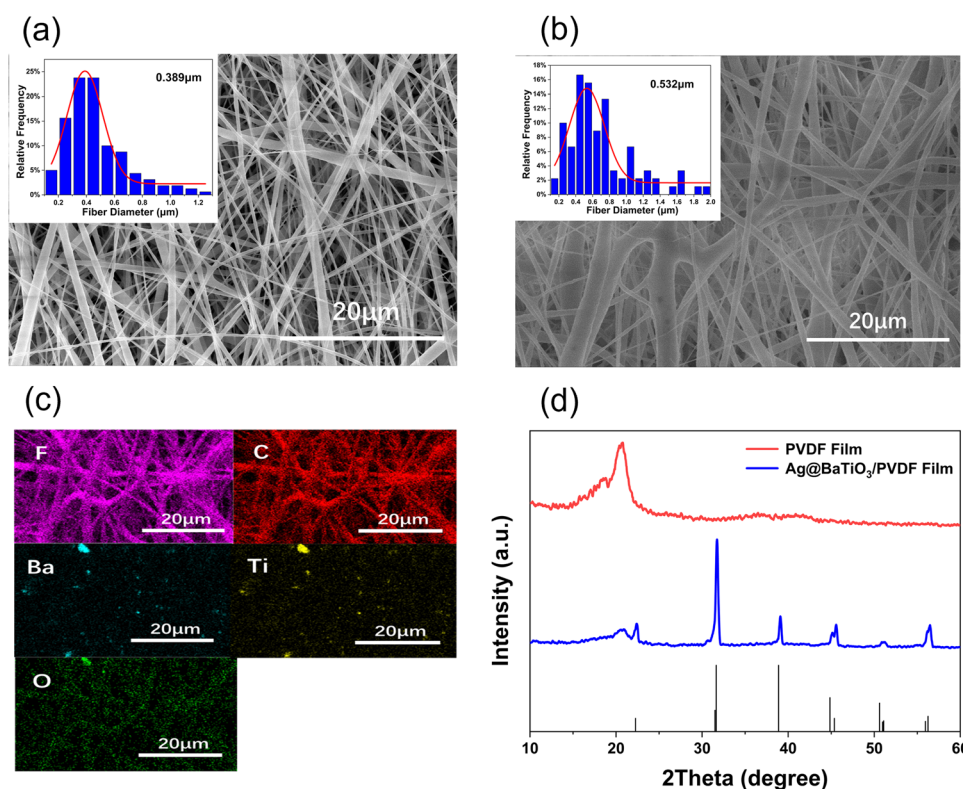 (a)
0.389μm
25%
20%
15%
10%
5%
0%
Relative Frequency
0.2 0.4 0.6 0.8 1.0 1.2
Fiber Diameter (μm)
20μm
(b)
0.532μm
18%
16%
14%
12%
10%
8%
6%
4%
2%
0%
Relative Frequency
0.2 0.4 0.6 0.8 1.0 1.2 1.4 1.6 1.8 2.0
Fiber Diameter (μm)
20μm
(c)
F
20μm
C
20μm
Ba
20μm
Ti
20μm
O
20μm
(d)
PVDF Film
Ag@BaTiO₃/PVDF Film
Intensity (a.u.)
10 20 30 40 50 60
2Theta (degree)